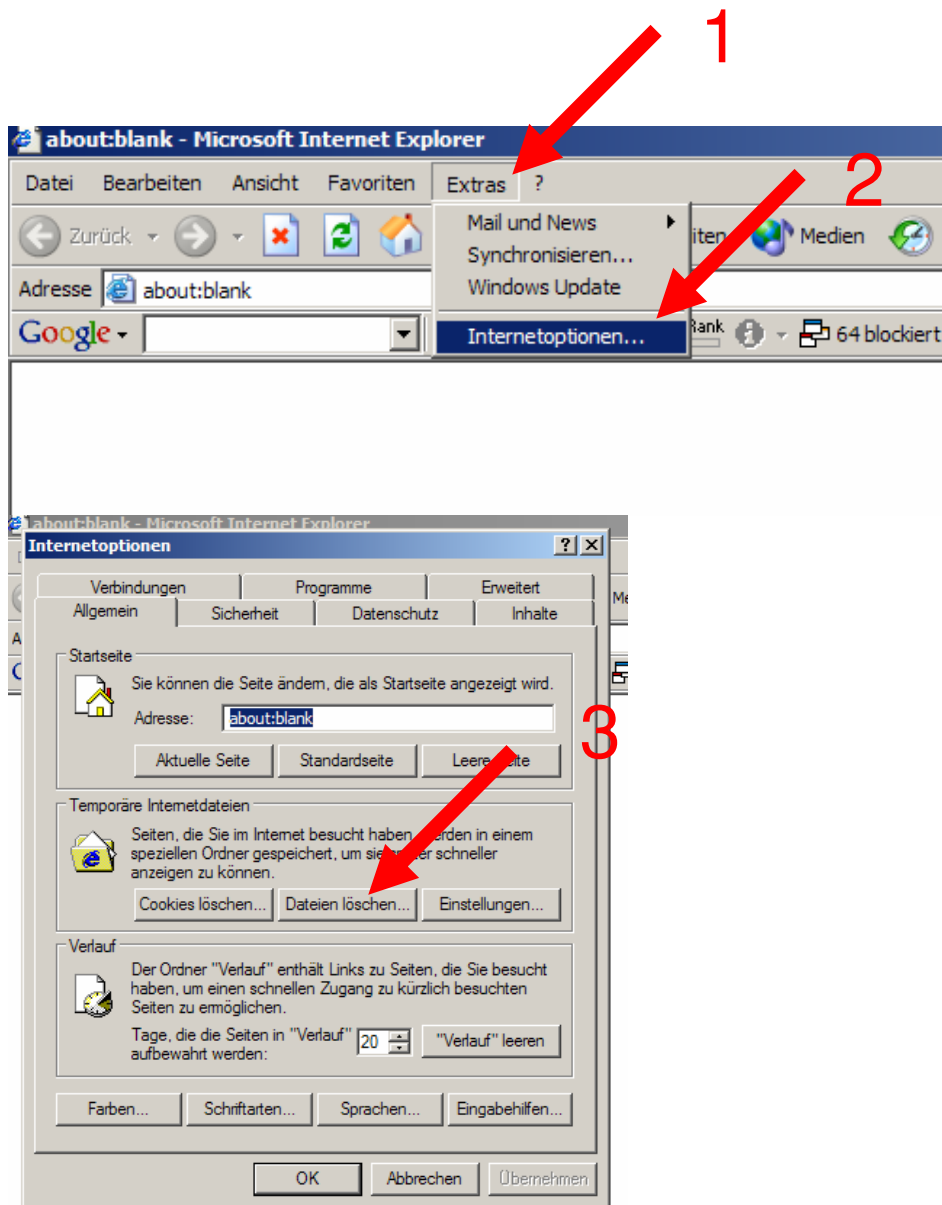 1
about:blank - Microsoft Internet Explorer
2
Datei Bearbeiten Ansicht Favoriten Extras ?
Zurück Medien
Mail und News
Synchronisieren...
Windows Update
Internetoptionen...
Adresse about:blank
Google 64 blockiert
about:blank - Microsoft Internet Explorer
Internetoptionen ?
Verbindungen Programme Erweitert
Allgemein Sicherheit Datenschutz Inhalte
Startseite
Sie können die Seite ändern, die als Startseite angezeigt wird.
Adresse: about:blank
3
Aktuelle Seite Standardseite Leere
Temporäre Internetdateien
Seiten, die Sie im Internet besucht haben, werden in einem
speziellen Ordner gespeichert, um sie schneller
anzeigen zu können.
Cookies löschen... Dateien löschen... Einstellungen...
Verlauf
Der Ordner "Verlauf" enthält Links zu Seiten, die Sie besucht
haben, um einen schnellen Zugang zu kürzlich besuchten
Seiten zu ermöglichen.
Tage, die die Seiten in "Verlauf" 20 "Verlauf" leeren
aufbewahrt werden:
Farben... Schriftarten... Sprachen... Eingabehilfen...
OK Abbrechen Übernehmen